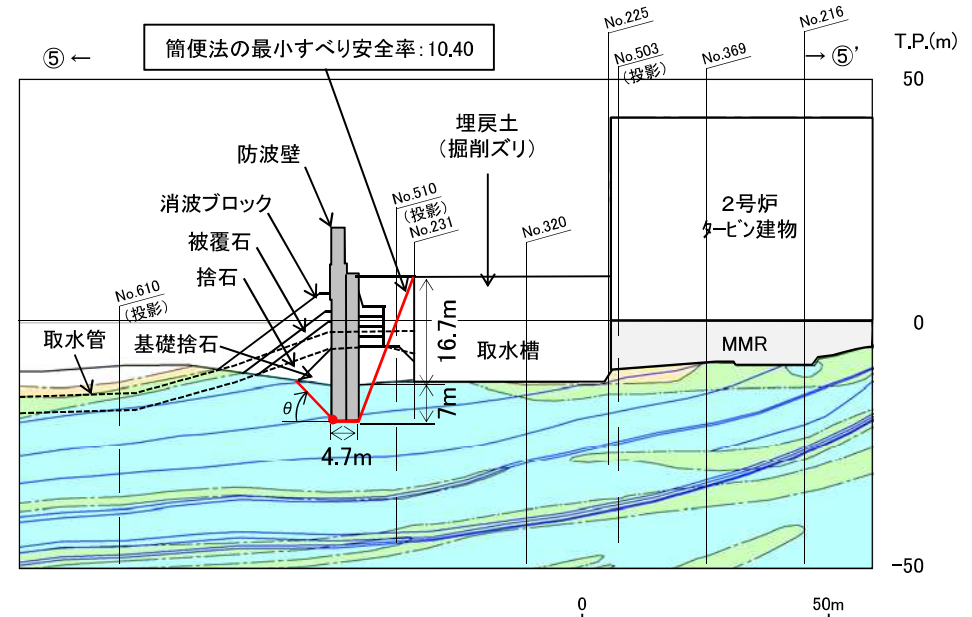 No.225
No.216
⑤ ←
簡便法の最小すべり安全率：10.40
No.503
(投影)
No.369
→ ⑤’
T.P.(m)
50
埋戻土
（掘削ズリ）
防波壁
消波ブロック
被覆石
捨石
No.510
(投影)
No.231
No.320
2号炉
タービン建物
No.610
(投影)
0
取水管
基礎捨石
16.7m
取水槽
MMR
θ
7m
4.7m
-50
0
50m